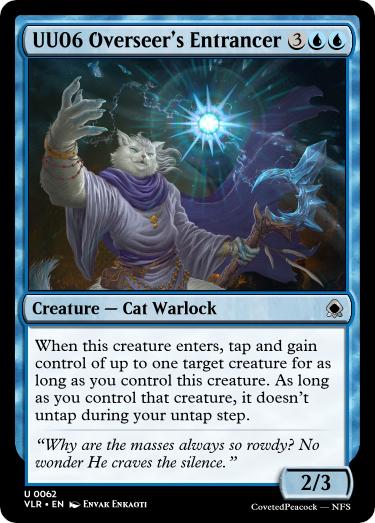 UU06 Overseer's Entrancer 3
Creature — Cat Warlock
When this creature enters, tap and gain
control of up to one target creature for as
long as you control this creature. As long
as you control that creature, it doesn't
untap during your untap step.
“Why are the masses always so rowdy? No
wonder He craves the silence.”
2/3
U 0062
VLR • EN Envak Enkaoti
CovetedPeacock — NFS